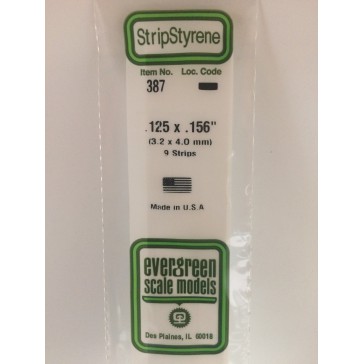 StripStyrene
Item No. Loc. Code
387
.125 x .156"
(3.2 x 4.0 mm)
9 Strips
Made in U.S.A
evergreen
scale models
Des Plaines, IL 60018